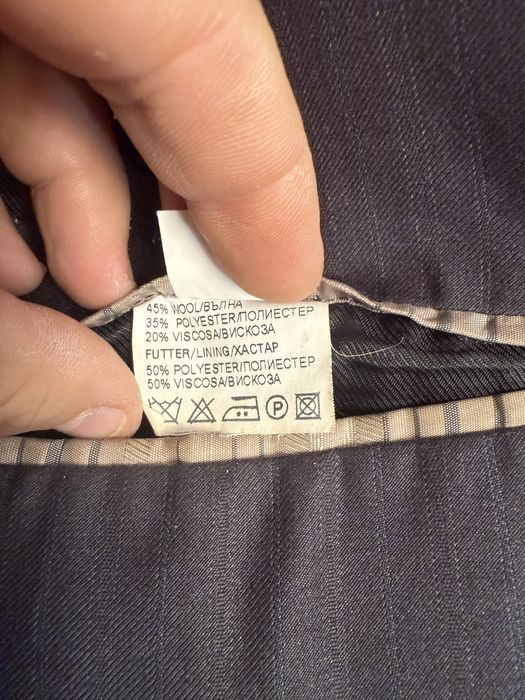 45% WOOL/ВЪЛНА
35% POLYESTER/ПОЛИЕСТЕР
20% VISCOSA/ВИСКОЗА
FUTTER/LINING/ХАСТАР
50% POLYESTER/ПОЛИЕСТЕР
50% VISCOSA/ВИСКОЗА
P